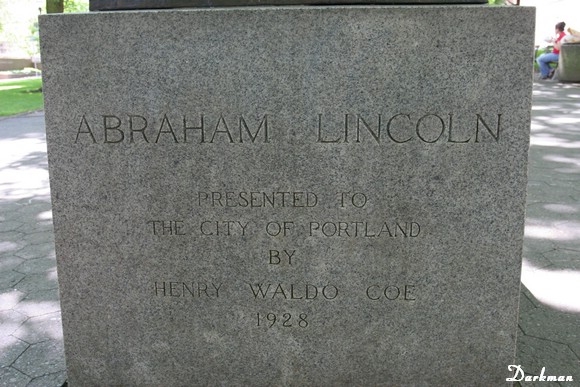 ABRAHAM LINCOLN
PRESENTED TO
THE CITY OF PORTLAND
BY
HENRY WALDO COE
1928
Darkman